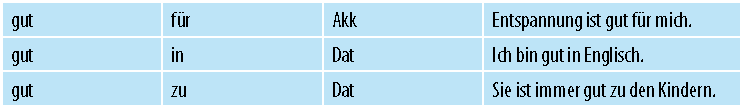 gut für Akk Entspannung ist gut für mich.
gut in Dat Ich bin gut in Englisch.
gut zu Dat Sie ist immer gut zu den Kindern.